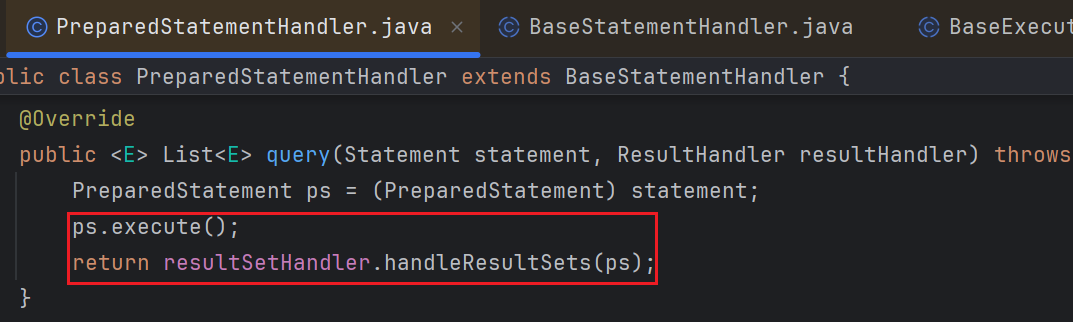 PreparedStatementHandler.java × BaseStatementHandler.java BaseExecut
blic class PreparedStatementHandler extends BaseStatementHandler {
@Override
public <E> List<E> query(Statement statement, ResultHandler resultHandler) throws
PreparedStatement ps = (PreparedStatement) statement;
ps.execute();
return resultSetHandler.handleResultSets(ps);
}